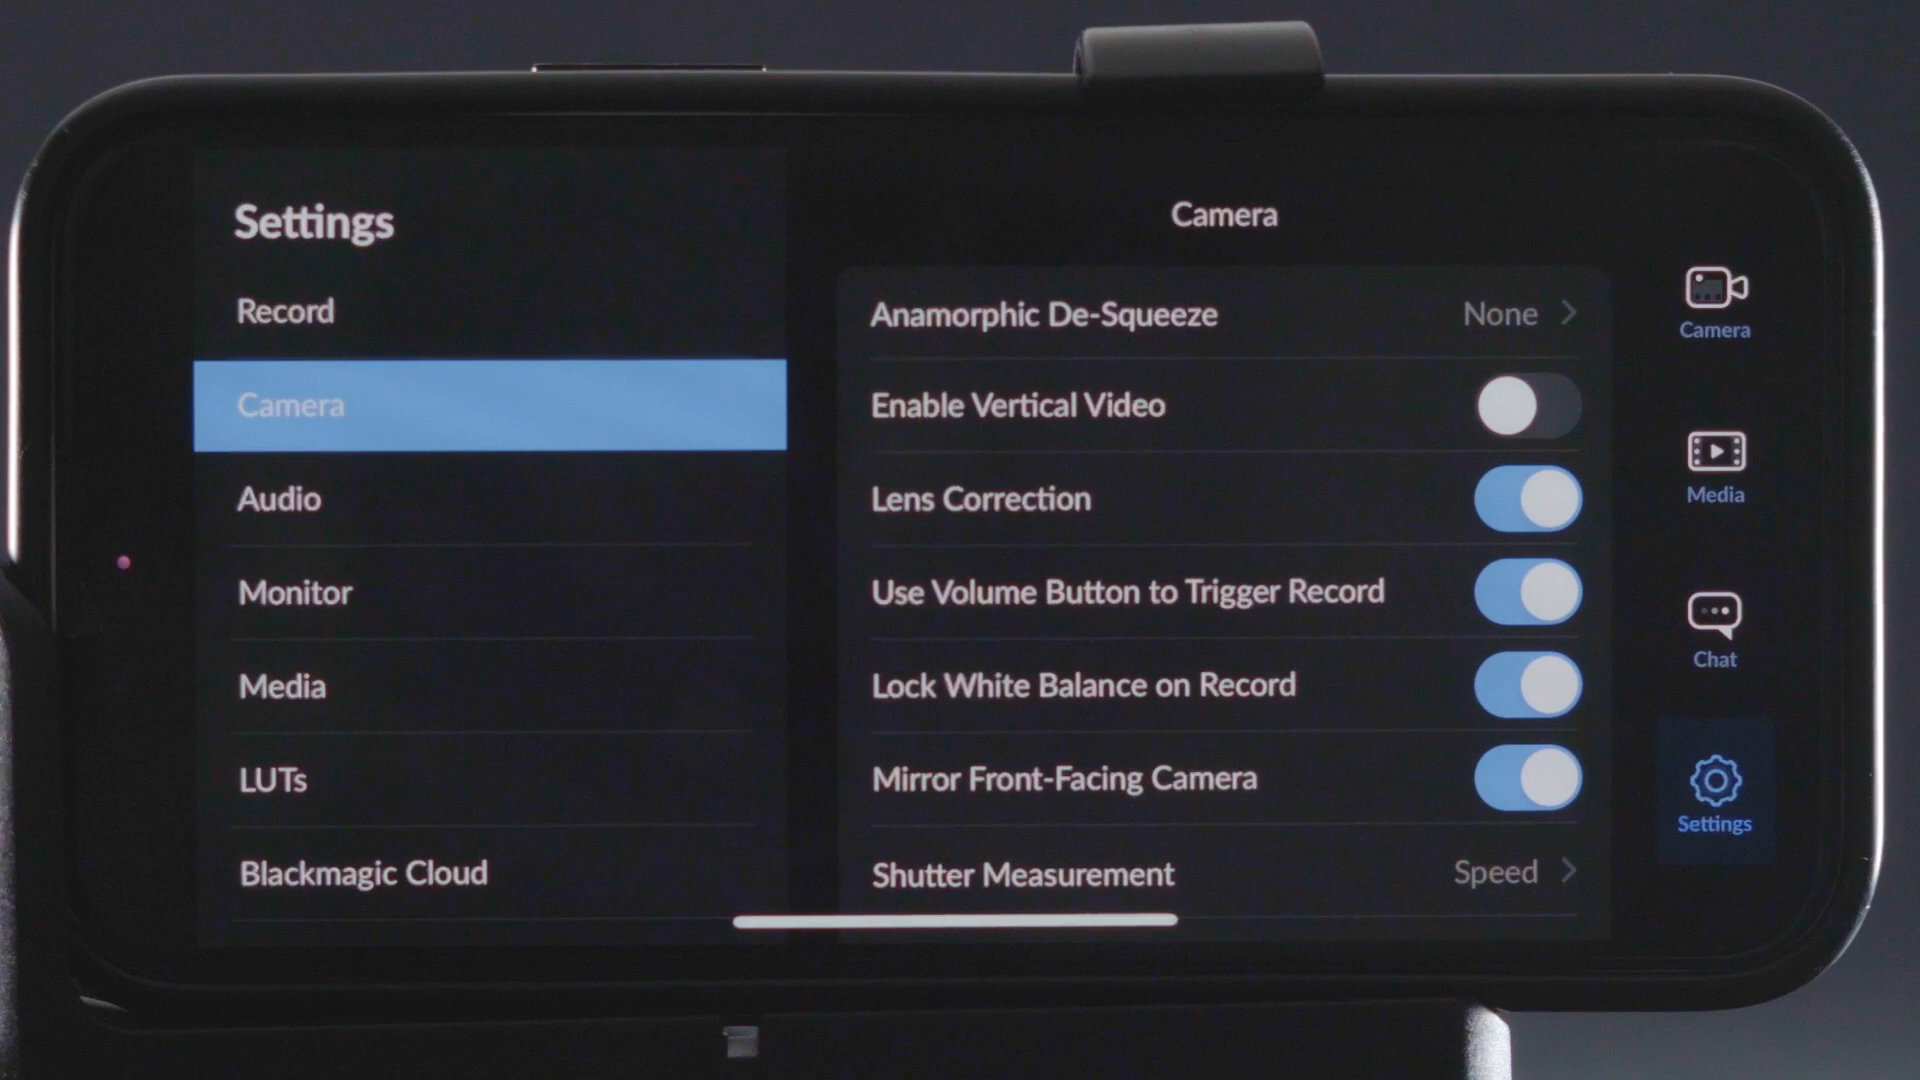 Settings
Record
Camera
Audio
Monitor
Media
LUTs
Blackmagic Cloud
Camera
Anamorphic De-Squeeze None
Enable Vertical Video
Lens Correction
Use Volume Button to Trigger Record
Lock White Balance on Record
Mirror Front-Facing Camera
Shutter Measurement Speed
Camera
Media
Chat
Settings